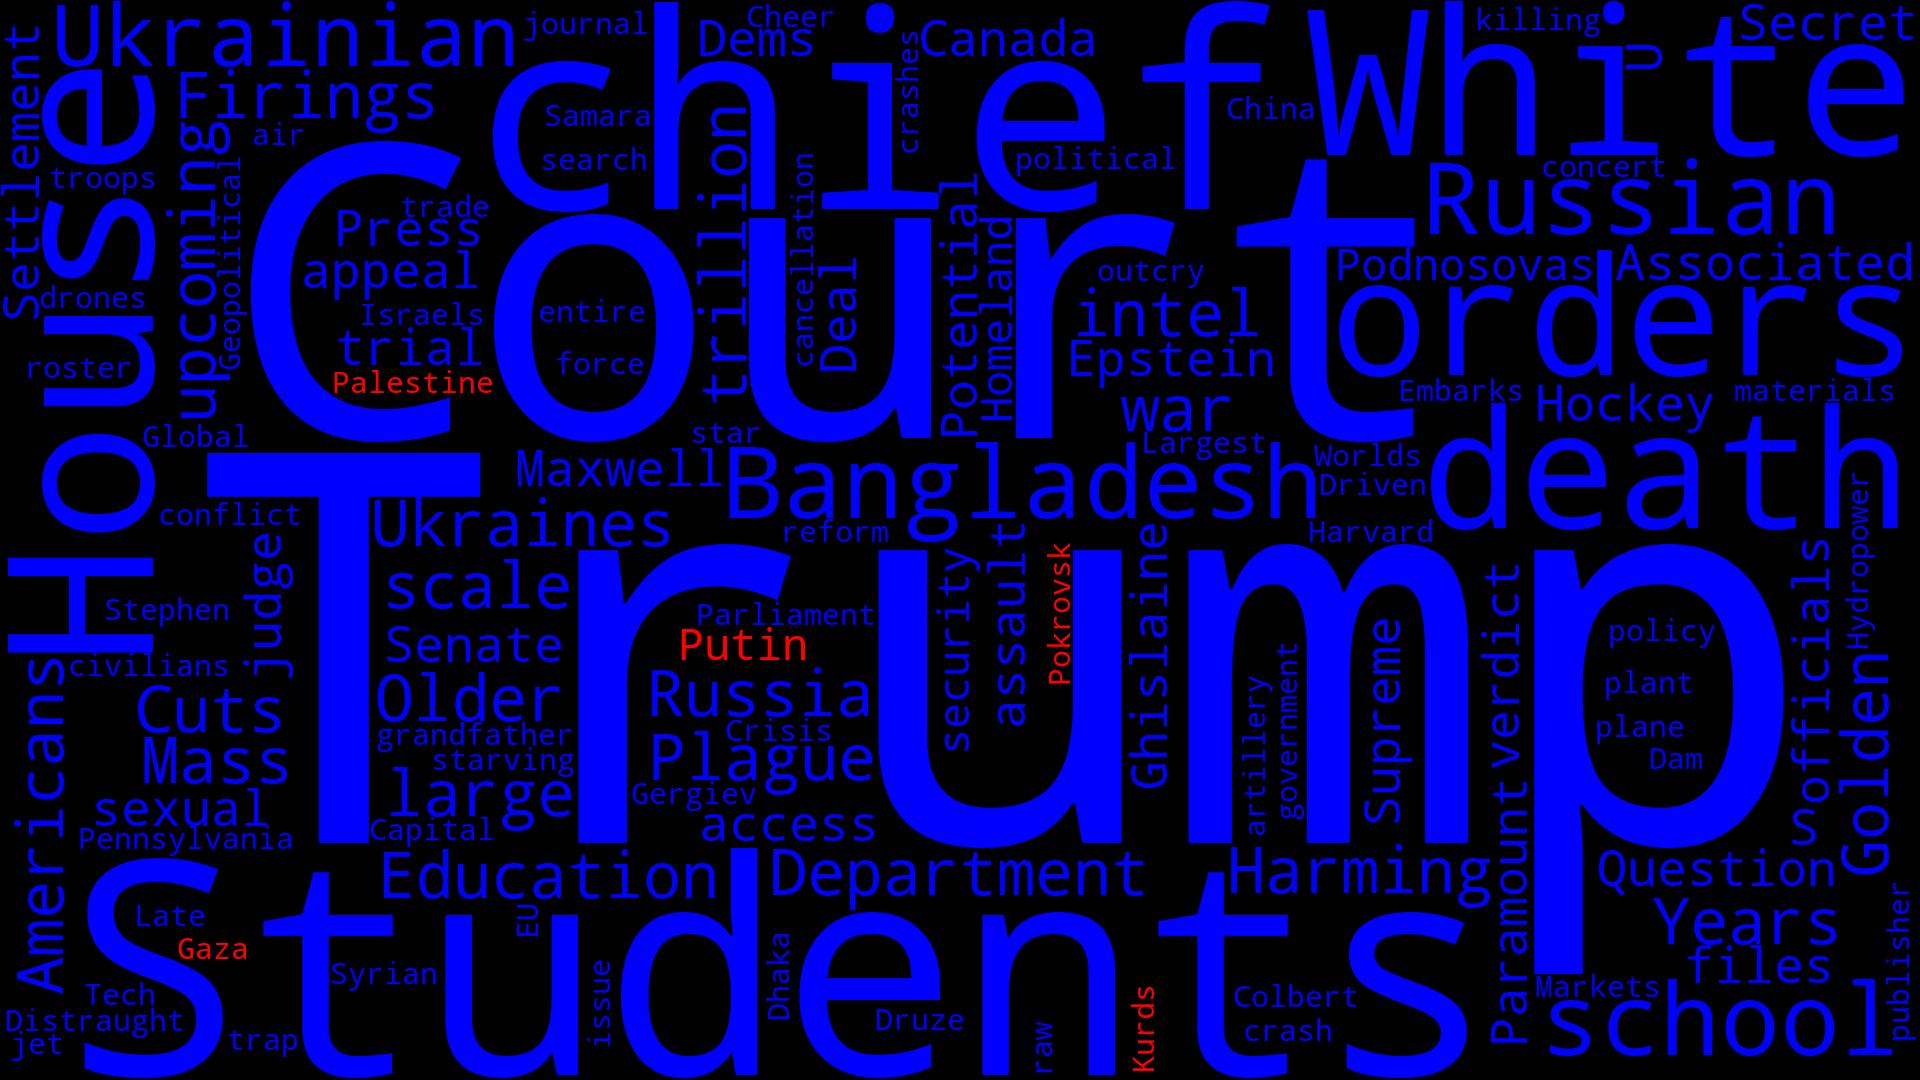 Ukrainian
journal
Dems
Cheer
Canada
killing
Secret
chief
White
U
Settlement
House
Firings
air
Samara
search
crashes
political
China
concert
troops
upcoming
Geopolitical
Court
Russian
trade
Press
appeal
Israels
trial
Palestine
entire
force
trillion
cancellation
Deal
Potential
Homeland
outcry
intel
Epstein
war
Podnosovas
Associated
orders
drones
roster
Global
star
Largest
Embarks
Hockey
materials
Maxwell
Bangladesh
Worlds
Driven
death
conflict
Trump
Ukraines
reform
Harvard
Hydropower
judge
scale
Stephen
Parliament
Senate
Putin
security
assault
Pokrovsk
Ghislaine
Supreme
verdict
policy
officials
civilians
Americans
Cuts
Older
Russia
Crisis
plant
plane
Dam
Golden
Mass
grandfather
starving
Plague
artillery
government
sexual
large
Gergiev
access
Pennsylvania
Capital
S
Students
Education
Department
Harming
Paramount
Question
Late
EU
Years
Gaza
Syrian
issue
Dhaka
Druze
raw
Kurds
Colbert
crash
files
publisher
Tech
Markets
school
Distraught
jet
trap